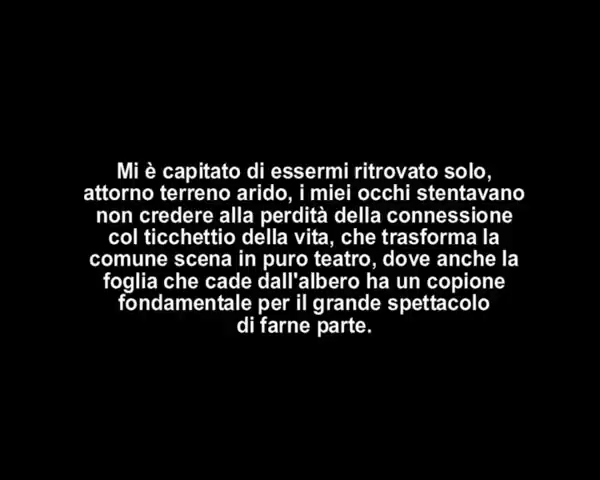 Mi è capitato di essermi ritrovato solo,
attorno terreno arido, i miei occhi stentavano
non credere alla perdità della connessione
col ticchettio della vita, che trasforma la
comune scena in puro teatro, dove anche la
foglia che cade dall'albero ha un copione
fondamentale per il grande spettacolo
di farne parte.